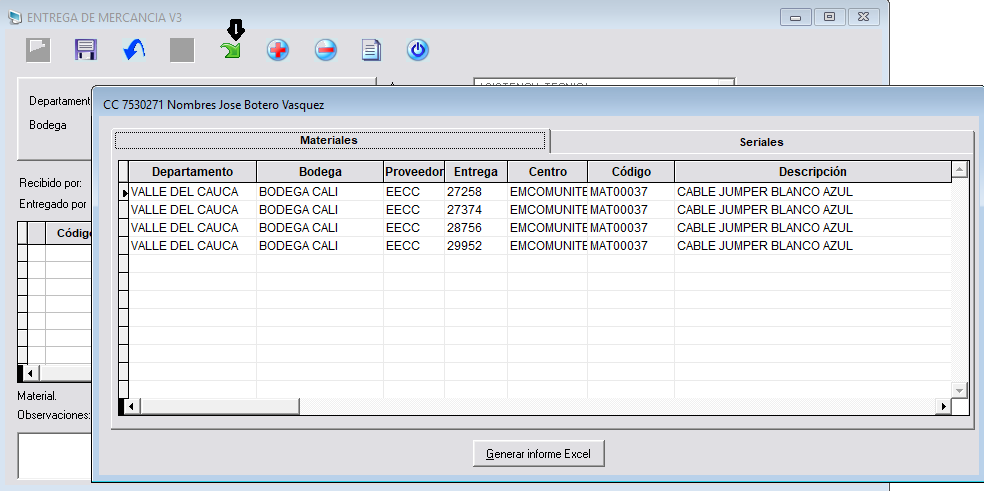 ENTREGA DE MERCANCIA V3
1
Departament
Bodega
CC 7530271 Nombres Jose Botero Vasquez
Materiales Seriales
Departamento Bodega Proveedor Entrega Centro Código Descripción
VALLE DEL CAUCA BODEGA CALI EECC 27258 EMCOMUNITE MAT00037 CABLE JUMPER BLANCO AZUL
VALLE DEL CAUCA BODEGA CALI EECC 27374 EMCOMUNITE MAT00037 CABLE JUMPER BLANCO AZUL
VALLE DEL CAUCA BODEGA CALI EECC 28756 EMCOMUNITE MAT00037 CABLE JUMPER BLANCO AZUL
VALLE DEL CAUCA BODEGA CALI EECC 29952 EMCOMUNITE MAT00037 CABLE JUMPER BLANCO AZUL
Recibido por:
Entregado por
Códig
Material.
Observaciones:
Generar informe Excel